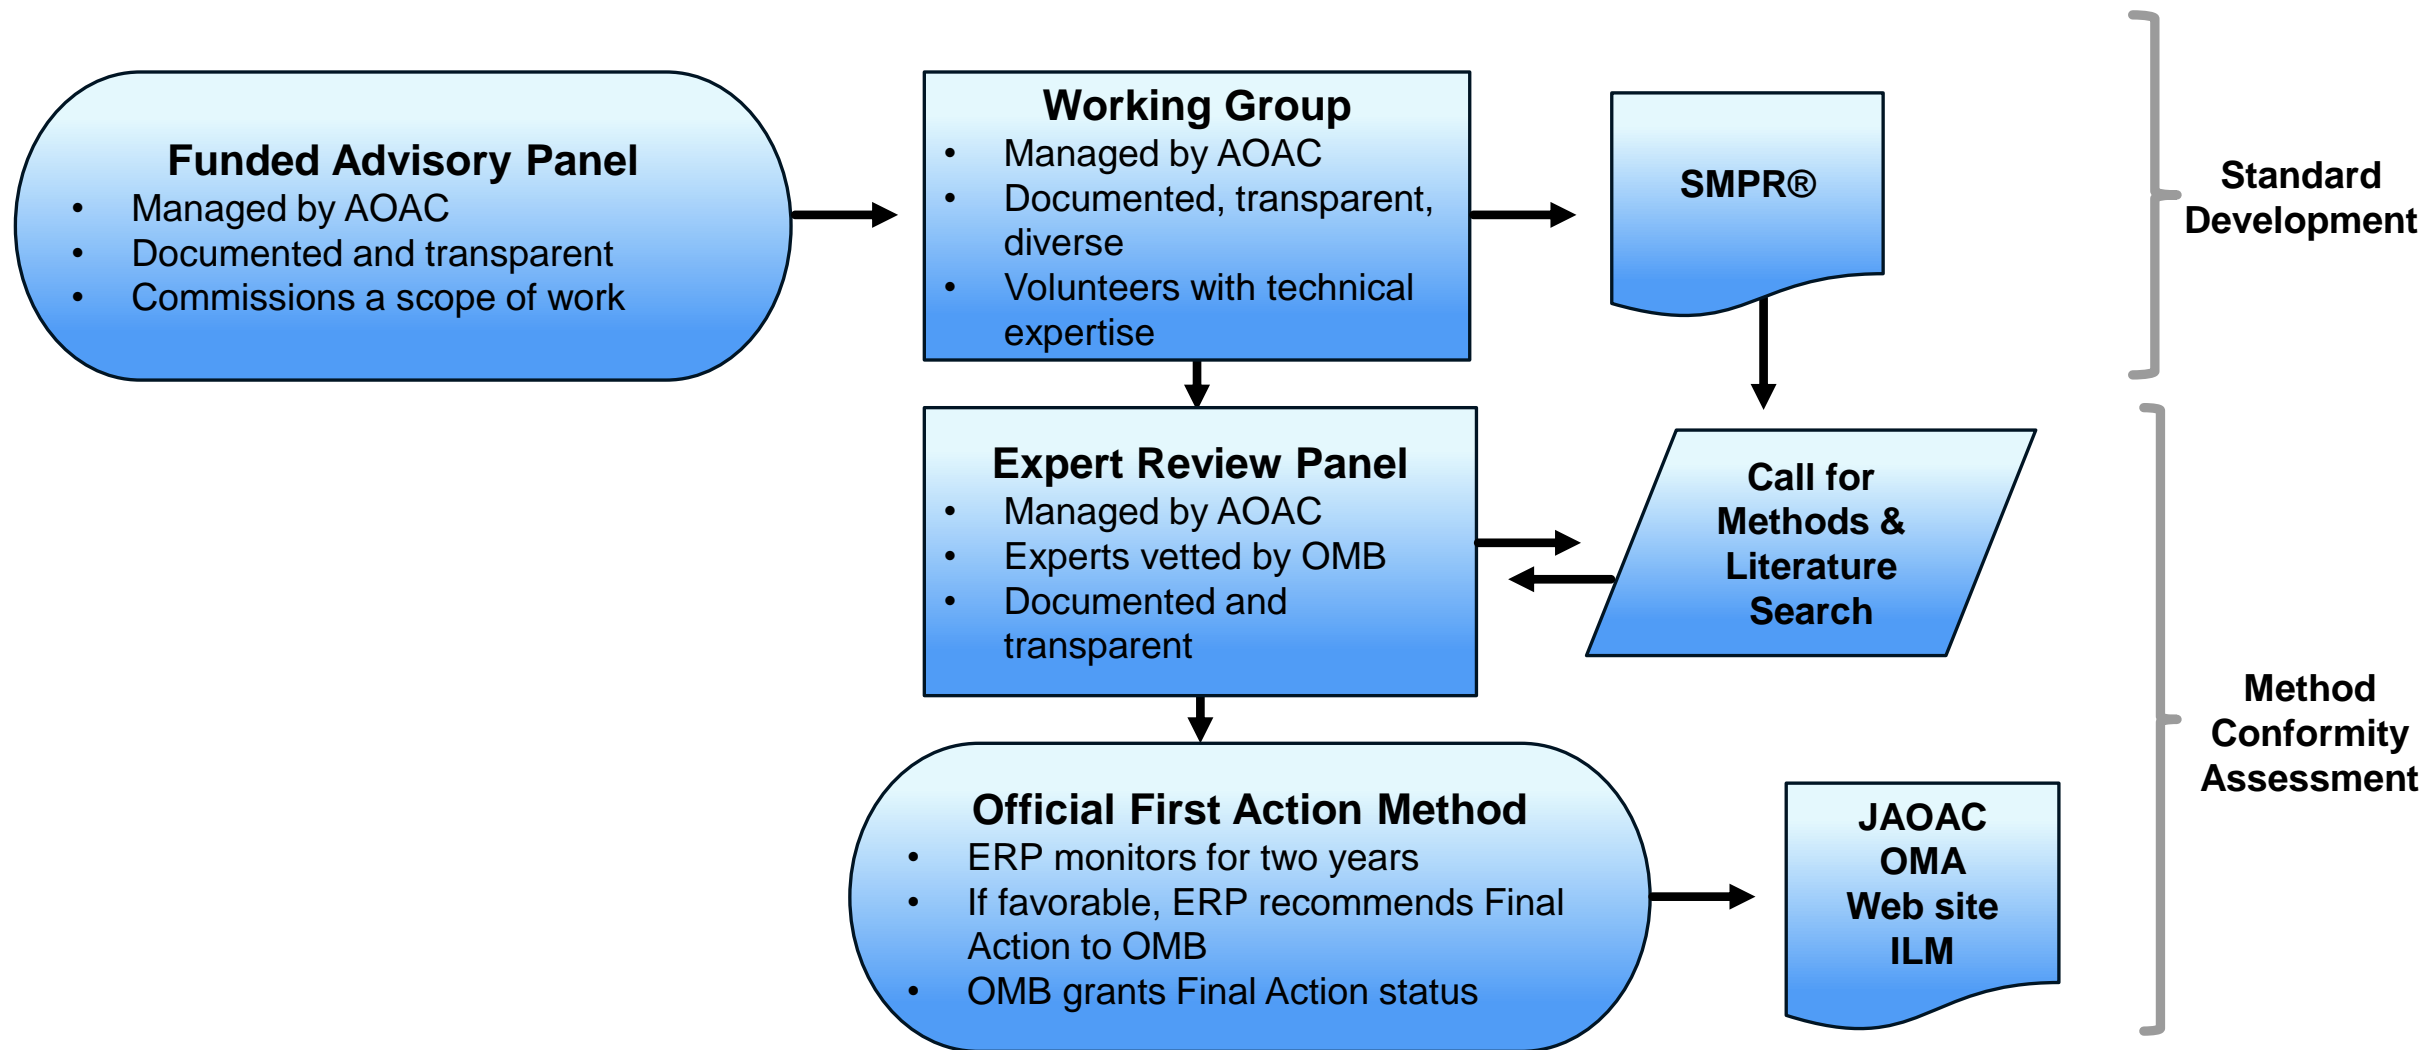 Funded Advisory Panel
• Managed by AOAC
• Documented and transparent
• Commissions a scope of work
Working Group
• Managed by AOAC
• Documented, transparent,
diverse
• Volunteers with technical
expertise
SMPR®
Standard
Development
Expert Review Panel
• Managed by AOAC
• Experts vetted by OMB
• Documented and
transparent
Call for
Methods &
Literature
Search
Method
Conformity
Assessment
Official First Action Method
• ERP monitors for two years
• If favorable, ERP recommends Final
Action to OMB
• OMB grants Final Action status
JAOAC
OMA
Web site
ILM